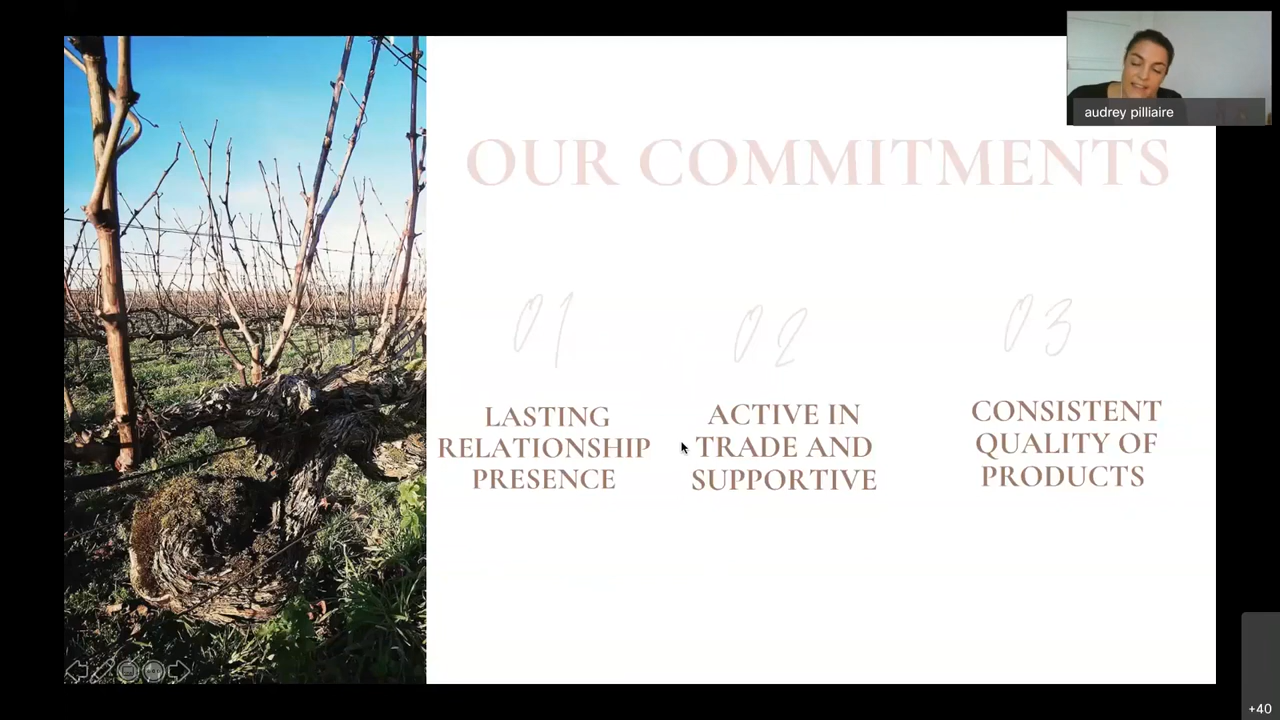 audrey pilliaire
OUR COMMITMENTS
01
LASTING
RELATIONSHIP
PRESENCE
02
ACTIVE IN
TRADE AND
SUPPORTIVE
03
CONSISTENT
QUALITY OF
PRODUCTS
+40